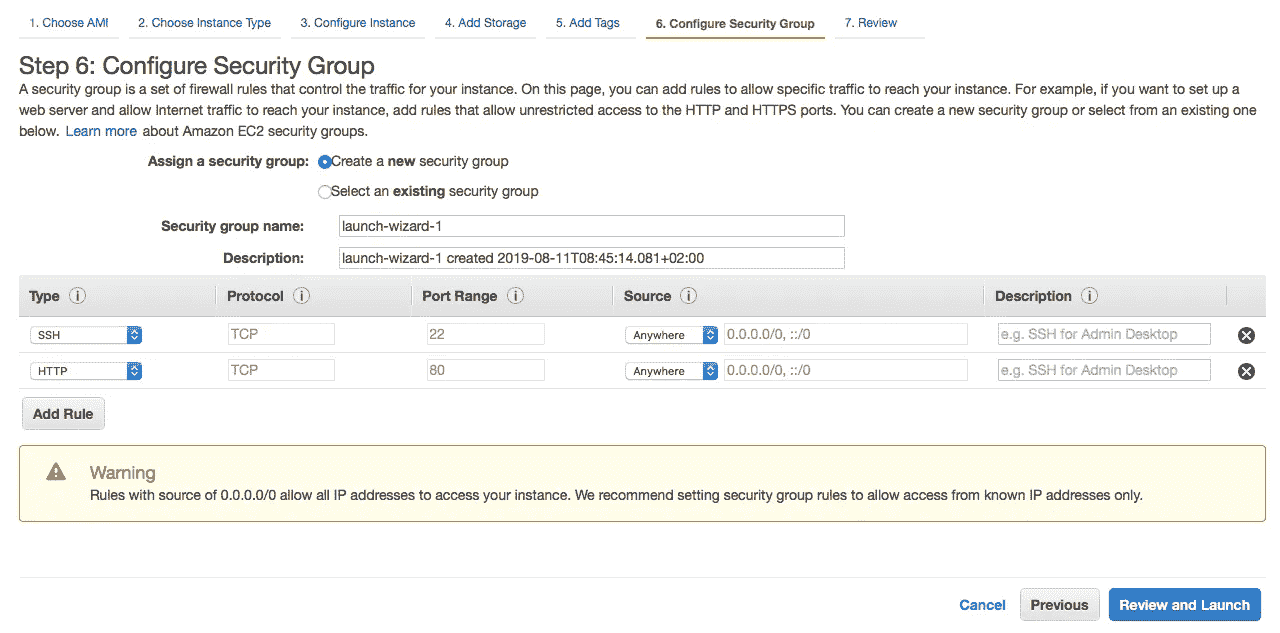 1. Choose AMI 2. Choose Instance Type 3. Configure Instance 4. Add Storage 5. Add Tags 6. Configure Security Group 7. Review
Step 6: Configure Security Group
A security group is a set of firewall rules that control the traffic for your instance. On this page, you can add rules to allow specific traffic to reach your instance. For example, if you want to set up a
web server and allow Internet traffic to reach your instance, add rules that allow unrestricted access to the HTTP and HTTPS ports. You can create a new security group or select from an existing one
below. Learn more about Amazon EC2 security groups.
Assign a security group: Create a new security group
Select an existing security group
Security group name: launch-wizard-1
Description: launch-wizard-1 created 2019-08-11T08:45:14.081+02:00
Type i Protocol i Port Range i Source i Description i
SSH TCP 22 Anywhere 0.0.0.0/0, ::/0 e.g. SSH for Admin Desktop
HTTP TCP 80 Anywhere 0.0.0.0/0, ::/0 e.g. SSH for Admin Desktop
Add Rule
Warning
Rules with source of 0.0.0.0/0 allow all IP addresses to access your instance. We recommend setting security group rules to allow access from known IP addresses only.
Cancel Previous Review and Launch